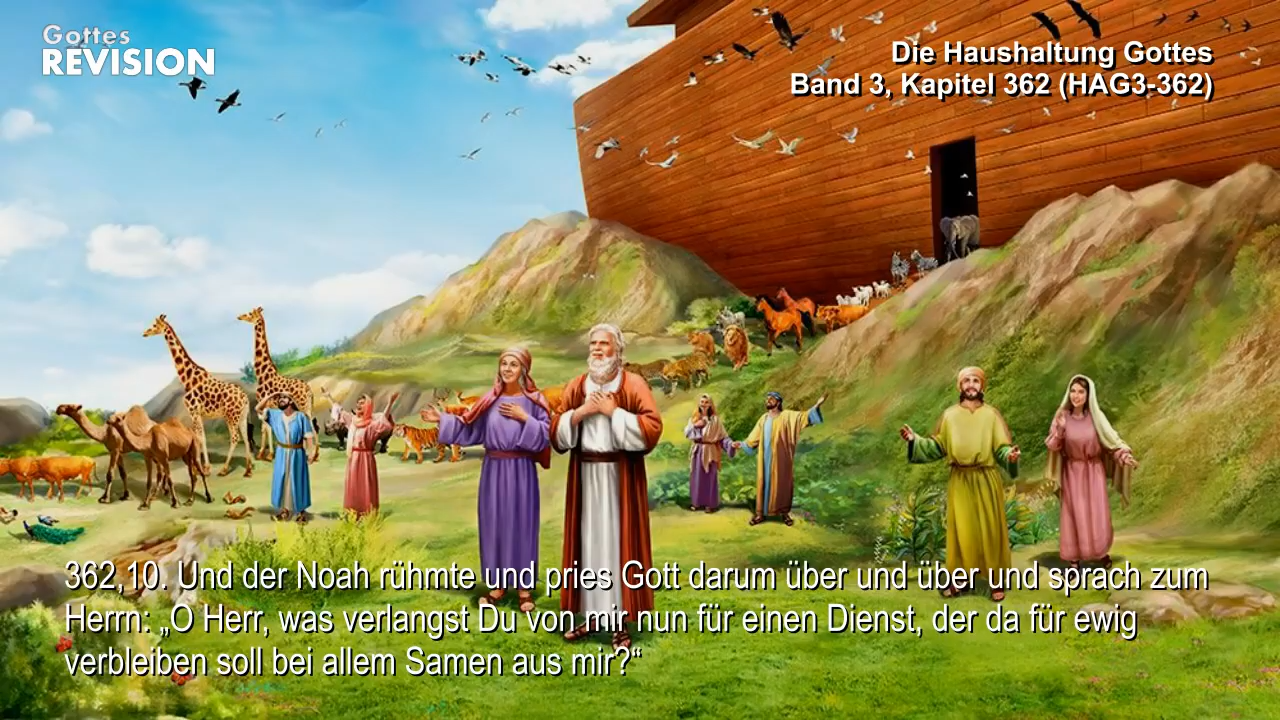 Gottes
REVISION
Die Haushaltung Gottes
Band 3, Kapitel 362 (HAG3-362)
362,10. Und der Noah rühmte und pries Gott darum über und über und sprach zum
Herrn: „O Herr, was verlangst Du von mir nun für einen Dienst, der da für ewig
verbleiben soll bei allem Samen aus mir?“